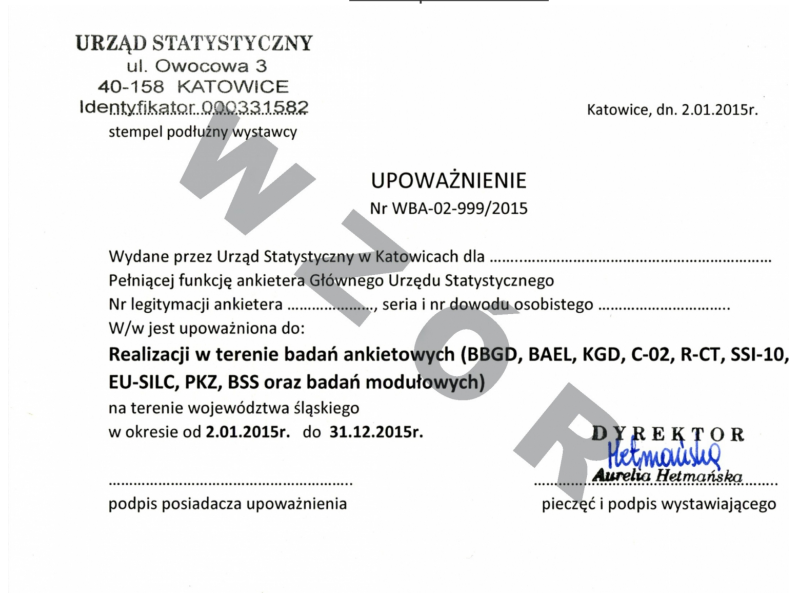 URZĄD STATYSTYCZNY
ul. Owocowa 3
40-158 KATOWICE
Identyfikator 000331582
stempel podłużny wystawcy
Katowice, dn. 2.01.2015r.
UPOWAŻNIENIE
Nr WBA-02-999/2015
Wydane przez Urząd Statystyczny w Katowicach dla ……..…………………………………………………
Pełniącej funkcję ankietera Głównego Urzędu Statystycznego
Nr legitymacji ankietera …………………, seria i nr dowodu osobistego …………………………..
W/w jest upoważniona do:
Realizacji w terenie badań ankietowych (BBGD, BAEL, KGD, C-02, R-CT, SSI-10,
EU-SILC, PKZ, BSS oraz badań modułowych)
na terenie województwa śląskiego
w okresie od 2.01.2015r. do 31.12.2015r.
DYREKTOR
Hetmańska
Aurelia Hetmańska
podpis posiadacza upoważnienia
pieczęć i podpis wystawiającego
WZÓR